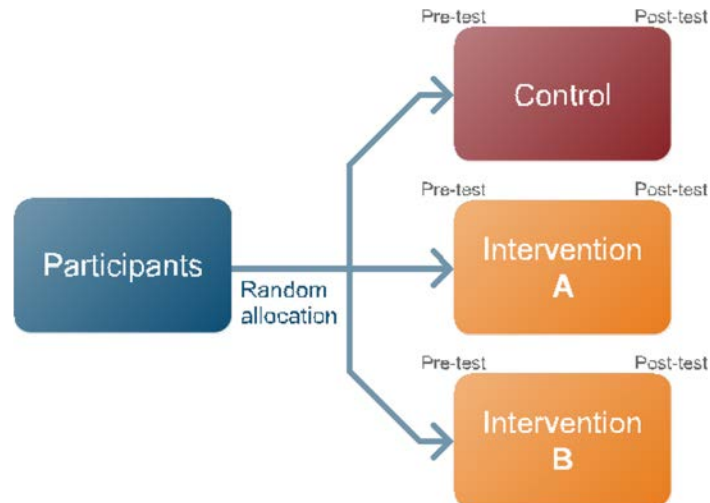 Pre-test Post-test
Control
Pre-test Post-test
Participants
Random
allocation
Intervention
A
Pre-test Post-test
Intervention
B